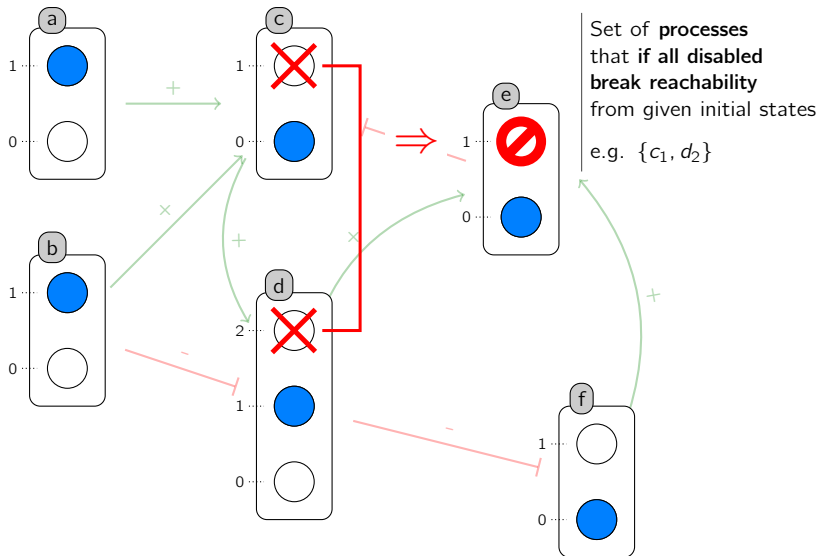 a
1
0
b
1
0
c
1
0
d
2
1
0
e
1
0
f
1
0
+
×
+
×
-
-
+
⇒
Set of processes
that if all disabled
break reachability
from given initial states
e.g. {c₁, d₂}